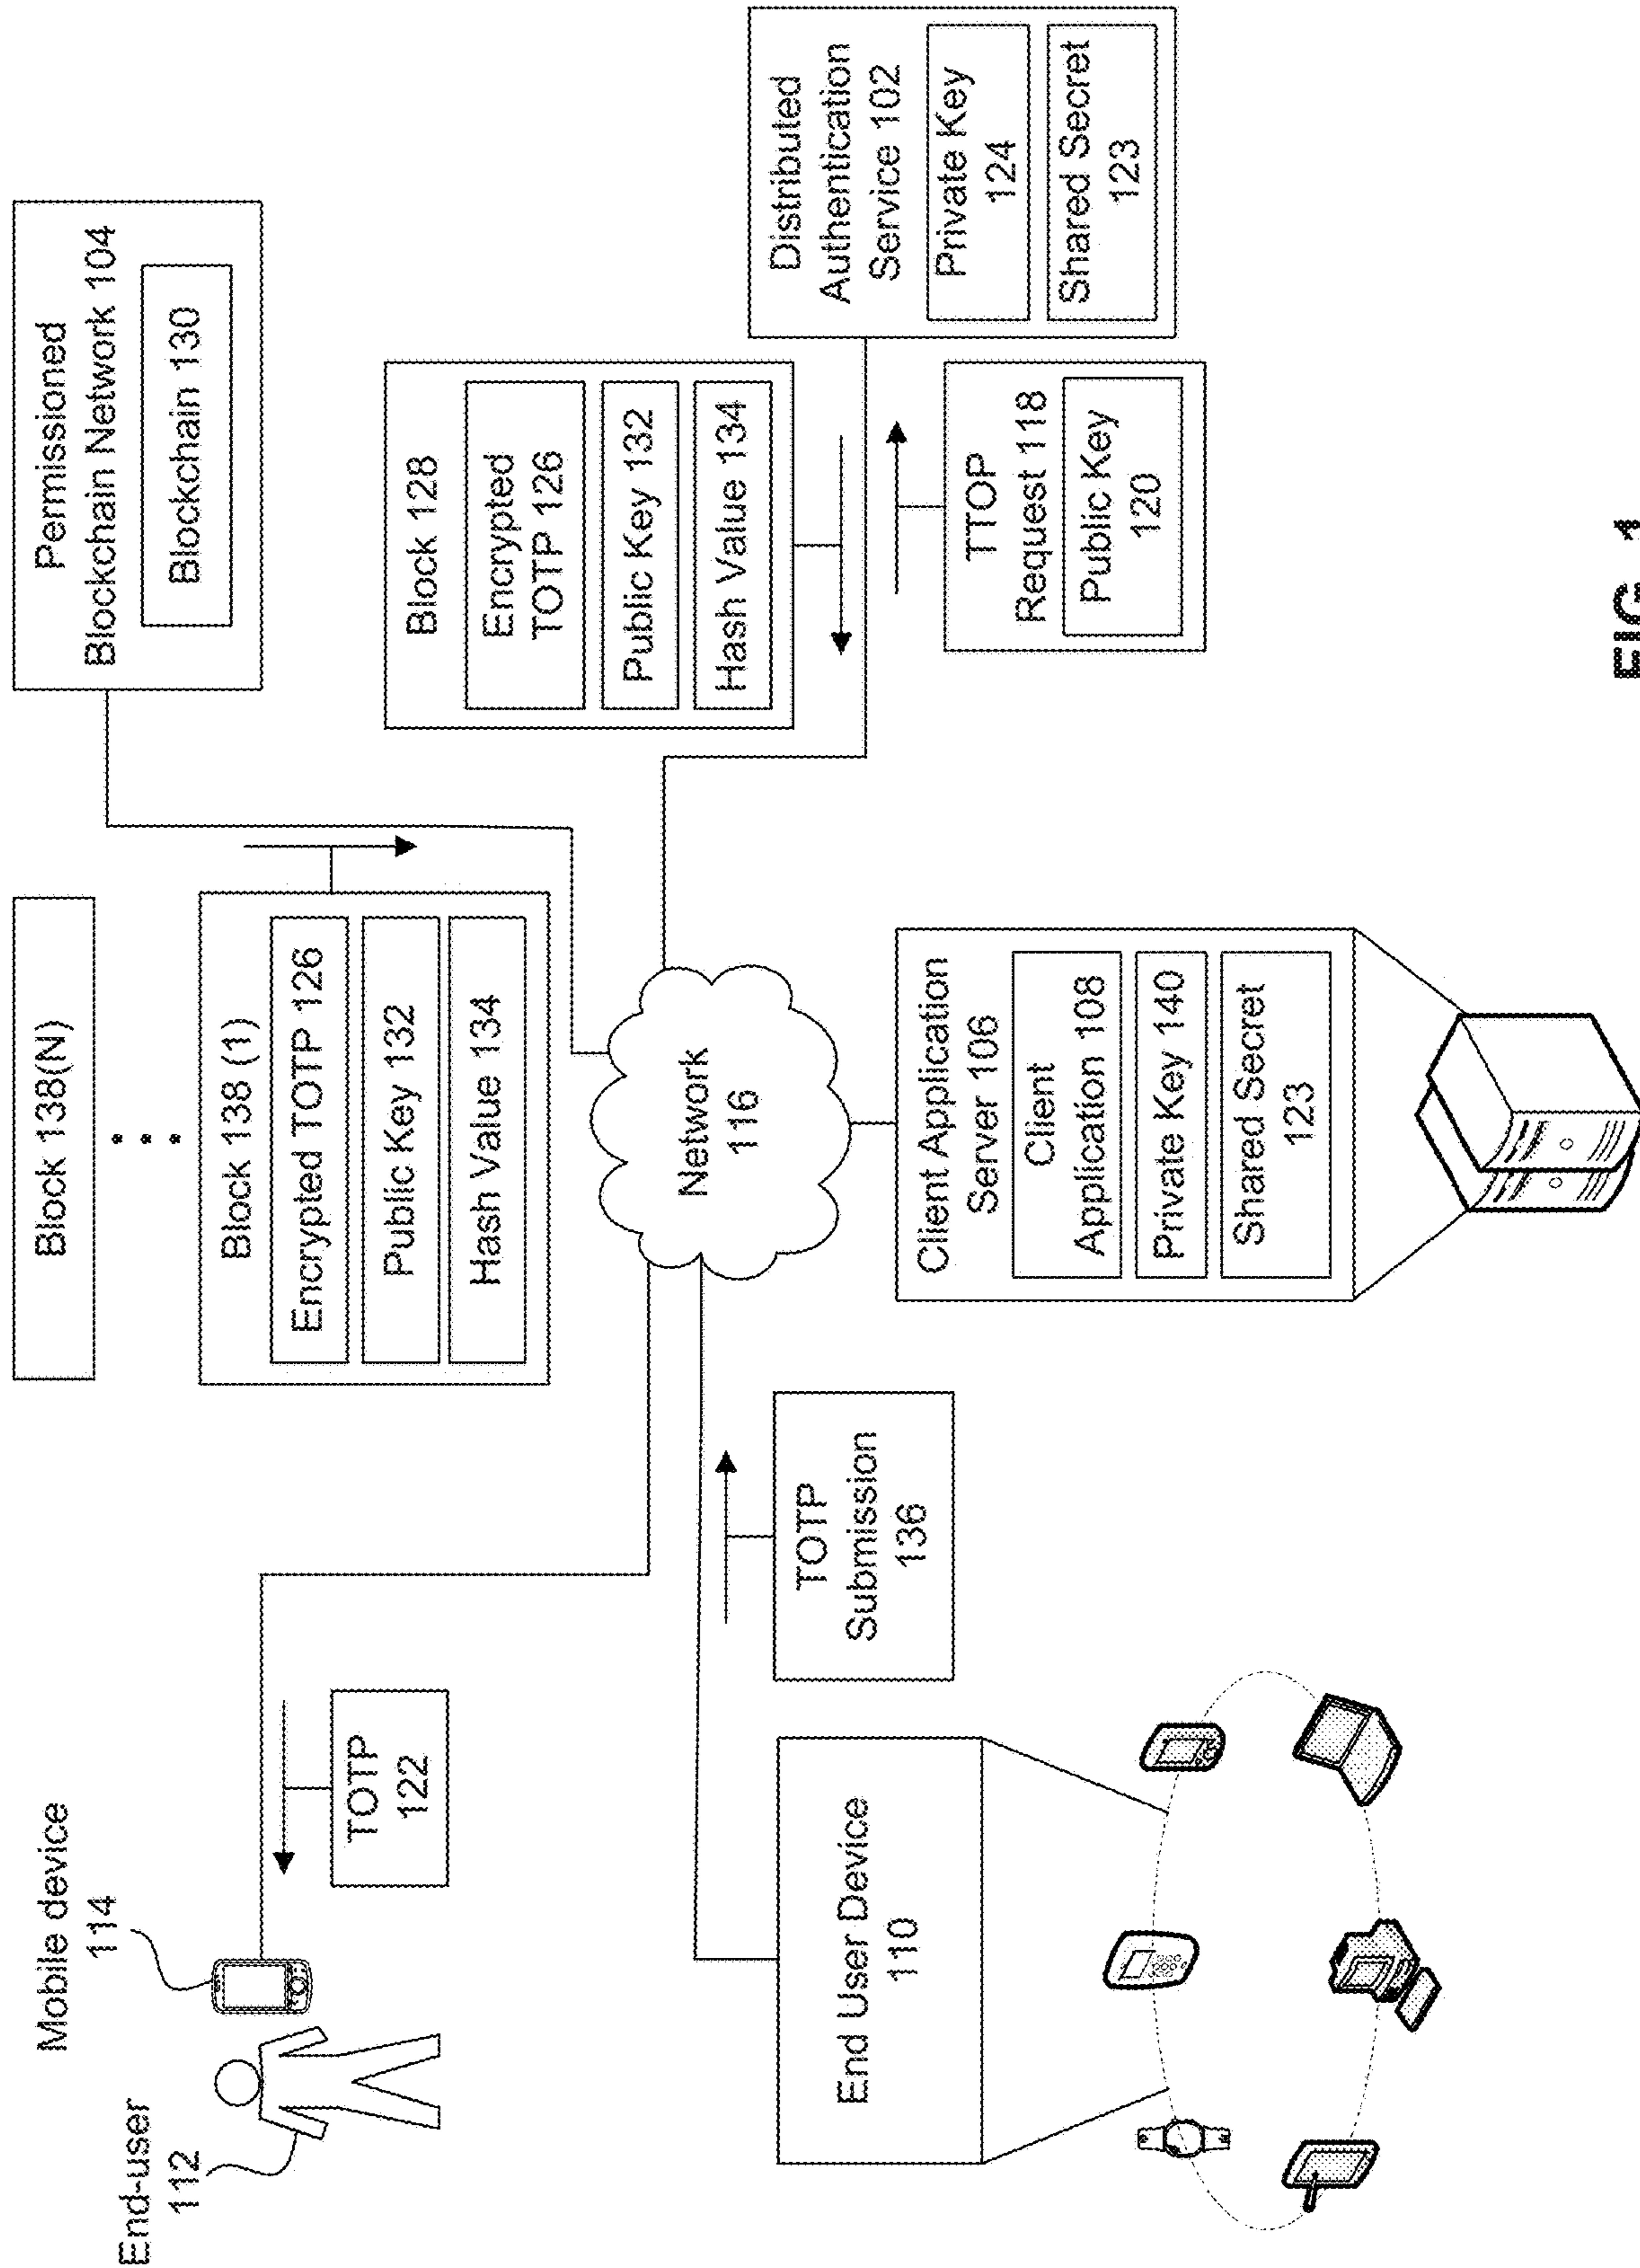 End-user
112
Mobile device
114
TOTP
122
Block 138(N)
Block 138 (1)
Encrypted TOTP 126
Public Key 132
Hash Value 134
Permissioned
Blockchain Network 104
Blockchain 130
Block 128
Encrypted
TOTP 126
Public Key 132
Hash Value 134
Network
116
End User Device
110
TOTP
Submission
136
Client Application
Server 106
Client
Application 108
Private Key 140
Shared Secret
123
TTOP
Request 118
Public Key
120
Distributed
Authentication
Service 102
Private Key
124
Shared Secret
123
FIG. 1